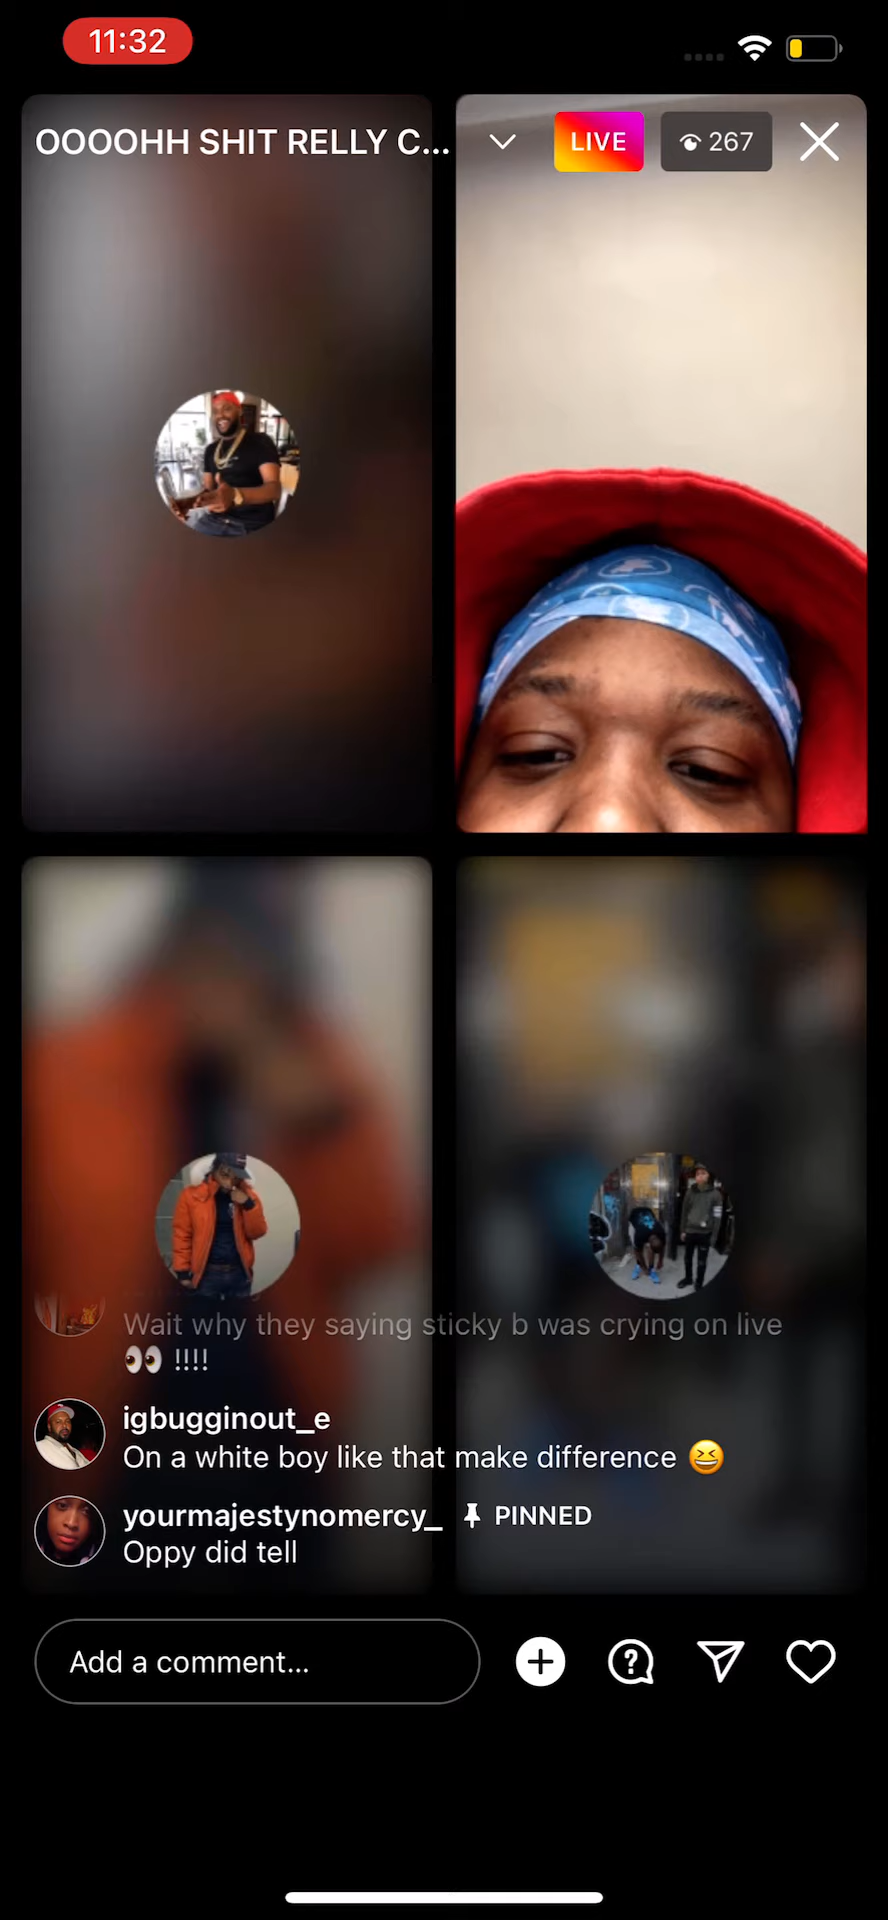 11:32
OOOOHH SHIT RELLY C...
LIVE
267
Wait why they saying sticky b was crying on live
👀 !!!!
igbugginout_e
On a white boy like that make difference 😆
yourmajestynomercy_ PINNED
Oppy did tell
Add a comment...